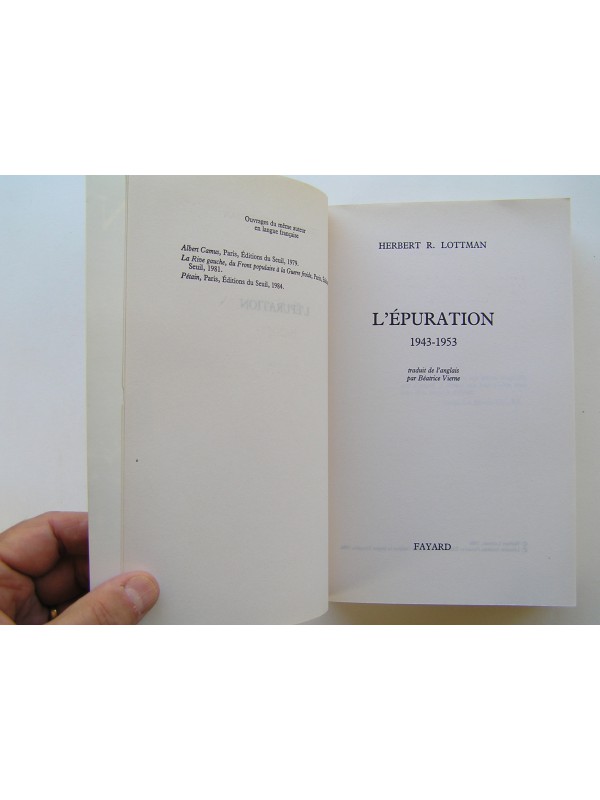 Ouvrages du même auteur
en langue française
Albert Camus, Paris, Éditions du Seuil, 1979.
La Rive gauche, du Front populaire à la Guerre froide, Paris,
Seuil, 1981.
Pétain, Paris, Éditions du Seuil, 1984.
L'ÉPURATION
HERBERT R. LOTTMAN
L'ÉPURATION
1943-1953
traduit de l'anglais
par Béatrice Vierne
FAYARD